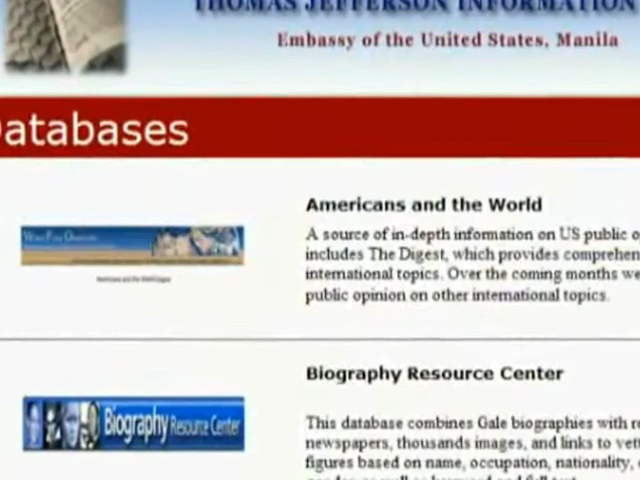 THOMAS JEFFERSON INFORMATION
Embassy of the United States, Manila
Databases
Americans and the World
A source of in-depth information on US public o
includes The Digest, which provides comprehen
international topics. Over the coming months we
public opinion on other international topics.
Biography Resource Center
Biography Resource Center
This database combines Gale biographies with re
newspapers, thousands images, and links to vett
figures based on name, occupation, nationality,